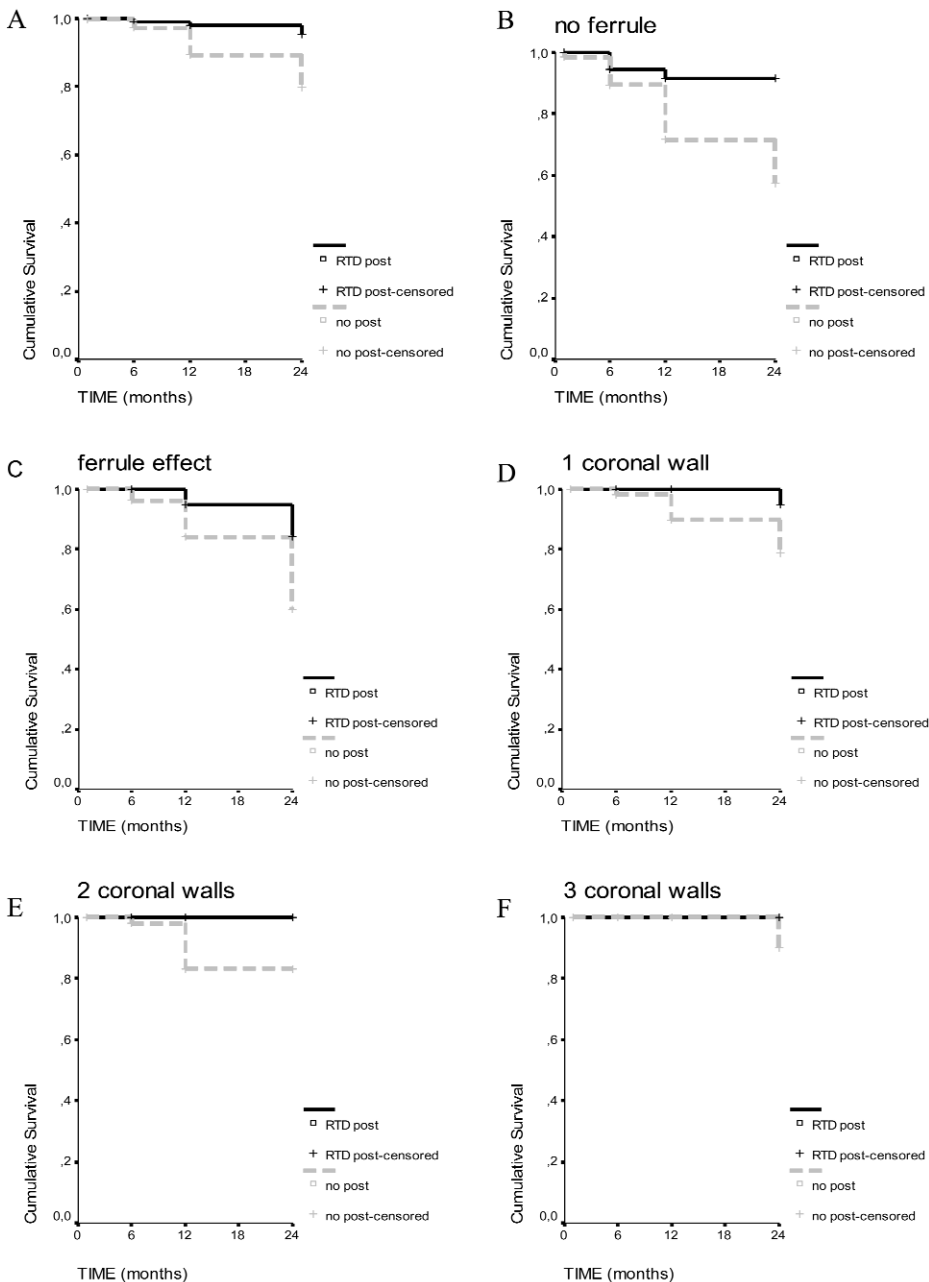 A
1,0
,8
,6
,4
,2
0,0
Cumulative Survival
0 6 12 18 24
TIME (months)
RTD post
RTD post-censored
no post
no post-censored
B
no ferrule
1,0
,8
,6
,4
,2
0,0
Cumulative Survival
0 6 12 18 24
TIME (months)
RTD post
RTD post-censored
no post
no post-censored
C
ferrule effect
1,0
,8
,6
,4
,2
0,0
Cumulative Survival
0 6 12 18 24
TIME (months)
RTD post
RTD post-censored
no post
no post-censored
D
1 coronal wall
1,0
,8
,6
,4
,2
0,0
Cumulative Survival
0 6 12 18 24
TIME (months)
RTD post
RTD post-censored
no post
no post-censored
E
2 coronal walls
1,0
,8
,6
,4
,2
0,0
Cumulative Survival
0 6 12 18 24
TIME (months)
RTD post
RTD post-censored
no post
no post-censored
F
3 coronal walls
1,0
,8
,6
,4
,2
0,0
Cumulative Survival
0 6 12 18 24
TIME (months)
RTD post
RTD post-censored
no post
no post-censored